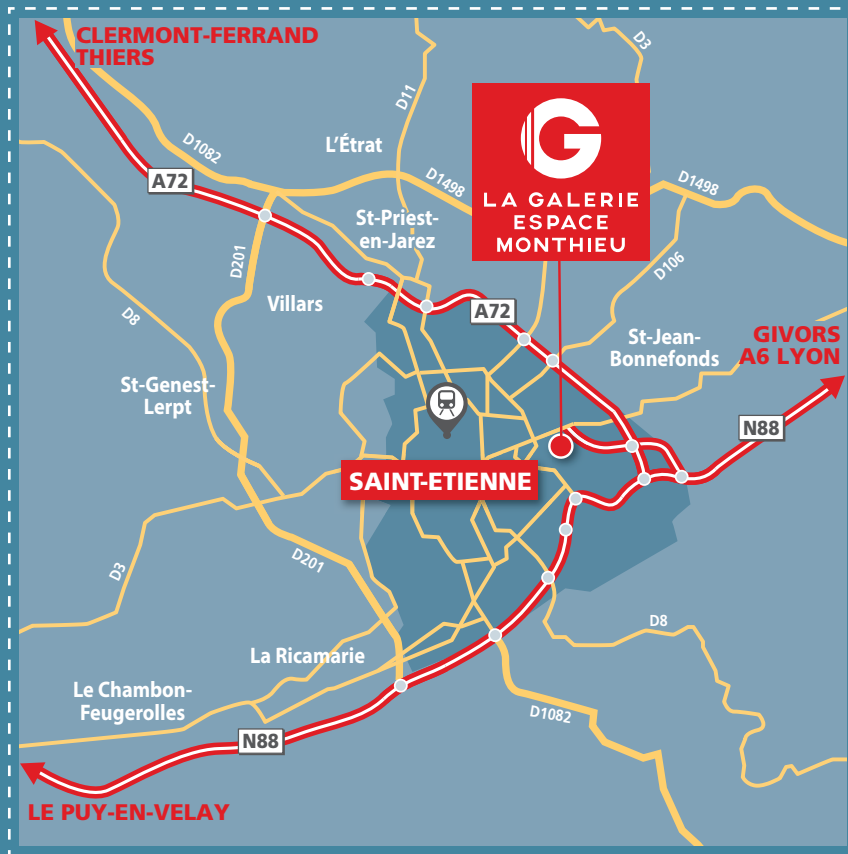 CLERMONT-FERRAND
THIERS
D3
D11
D1082
L'Étrat
A72
D1498
D1498
G
LA GALERIE
ESPACE
MONTHIEU
St-Priest-
en-Jarez
D201
D106
Villars
A72
D8
St-Jean-
Bonnefonds
GIVORS
A6 LYON
St-Genest-
Lerpt
N88
SAINT-ETIENNE
D201
D3
D8
La Ricamarie
Le Chambon-
Feugerolles
D1082
N88
LE PUY-EN-VELAY